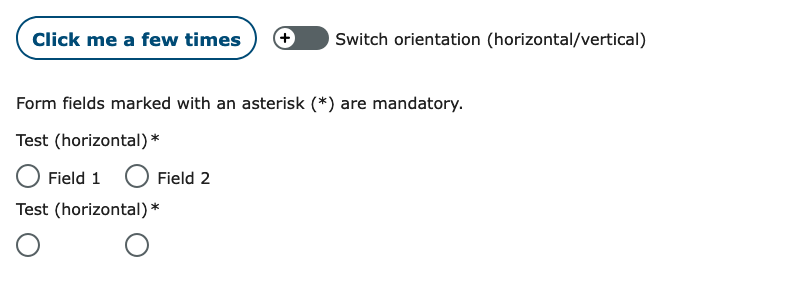 Click me a few times
Switch orientation (horizontal/vertical)
Form fields marked with an asterisk (*) are mandatory.
Test (horizontal)*
Field 1 Field 2
Test (horizontal)*